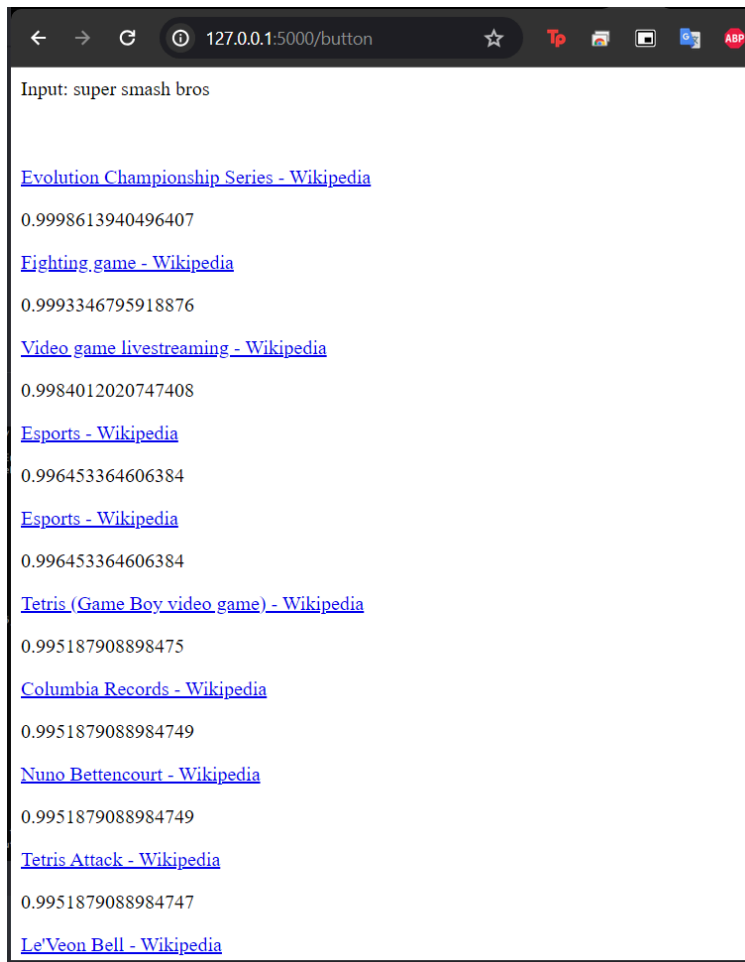 127.0.0.1:5000/button
Tp
G
ABP
Input: super smash bros
Evolution Championship Series - Wikipedia
0.9998613940496407
Fighting game - Wikipedia
0.9993346795918876
Video game livestreaming - Wikipedia
0.9984012020747408
Esports - Wikipedia
0.996453364606384
Esports - Wikipedia
0.996453364606384
Tetris (Game Boy video game) - Wikipedia
0.995187908898475
Columbia Records - Wikipedia
0.9951879088984749
Nuno Bettencourt - Wikipedia
0.9951879088984749
Tetris Attack - Wikipedia
0.9951879088984747
Le'Veon Bell - Wikipedia